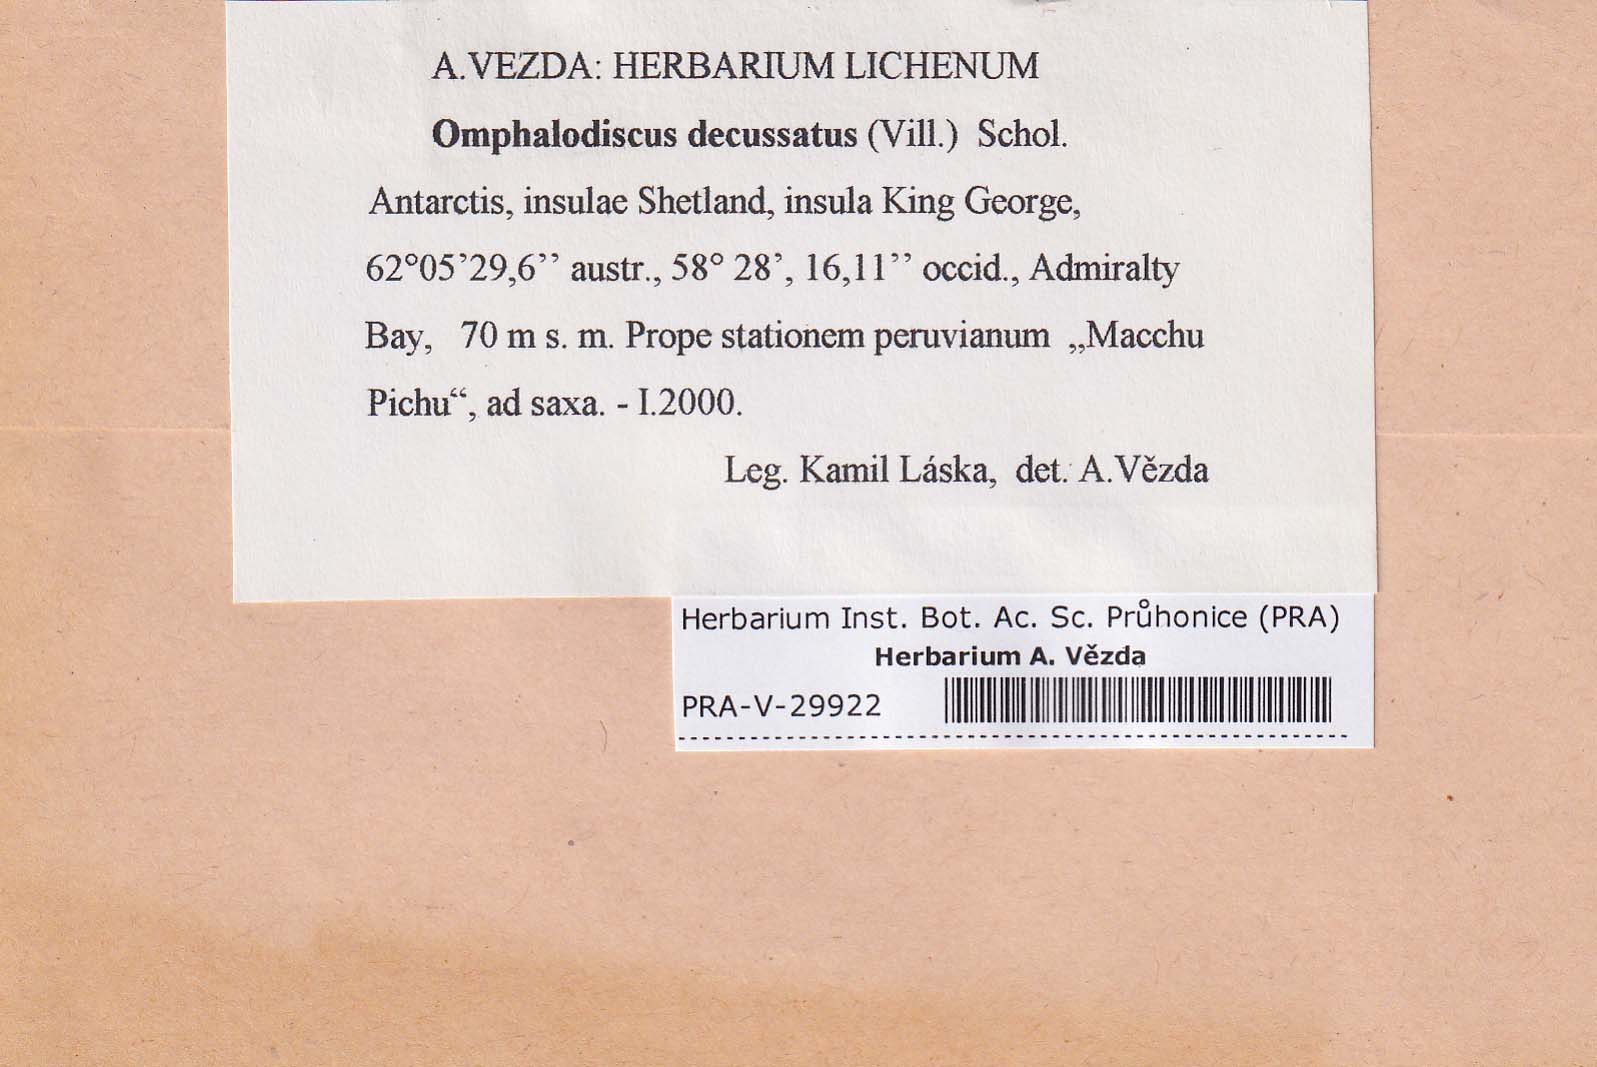 A.VEZDA: HERBARIUM LICHENUM
Omphalodiscus decussatus (Vill.) Schol.
Antarctis, insulae Shetland, insula King George,
62°05’29,6’’ austr., 58° 28’, 16,11’’ occid., Admiralty
Bay, 70 m s. m. Prope stationem peruvianum „Macchu
Pichu“, ad saxa. - I.2000.
Leg. Kamil Láska, det. A.Vězda
Herbarium Inst. Bot. Ac. Sc. Průhonice (PRA)
Herbarium A. Vězda
PRA-V-29922